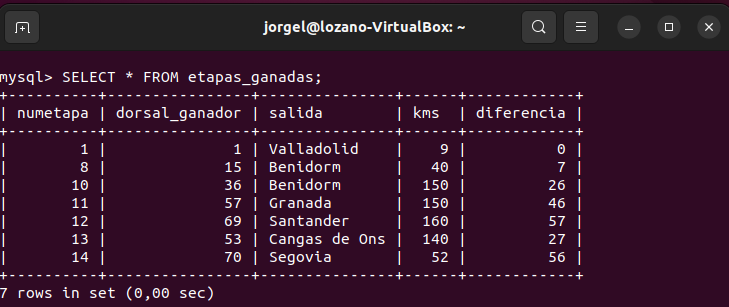 jorgel@lozano-VirtualBox: ~
mysql> SELECT * FROM etapas_ganadas;
+----------+----------------+---------------+------+------------+
| numetapa | dorsal_ganador | salida        | kms  | diferencia |
+----------+----------------+---------------+------+------------+
|        1 |              1 | Valladolid    |    9 |          0 |
|        8 |             15 | Benidorm      |   40 |          7 |
|       10 |             36 | Benidorm      |  150 |         26 |
|       11 |             57 | Granada       |  150 |         46 |
|       12 |             69 | Santander     |  160 |         57 |
|       13 |             53 | Cangas de Ons |  140 |         27 |
|       14 |             70 | Segovia       |   52 |         56 |
+----------+----------------+---------------+------+------------+
7 rows in set (0,00 sec)